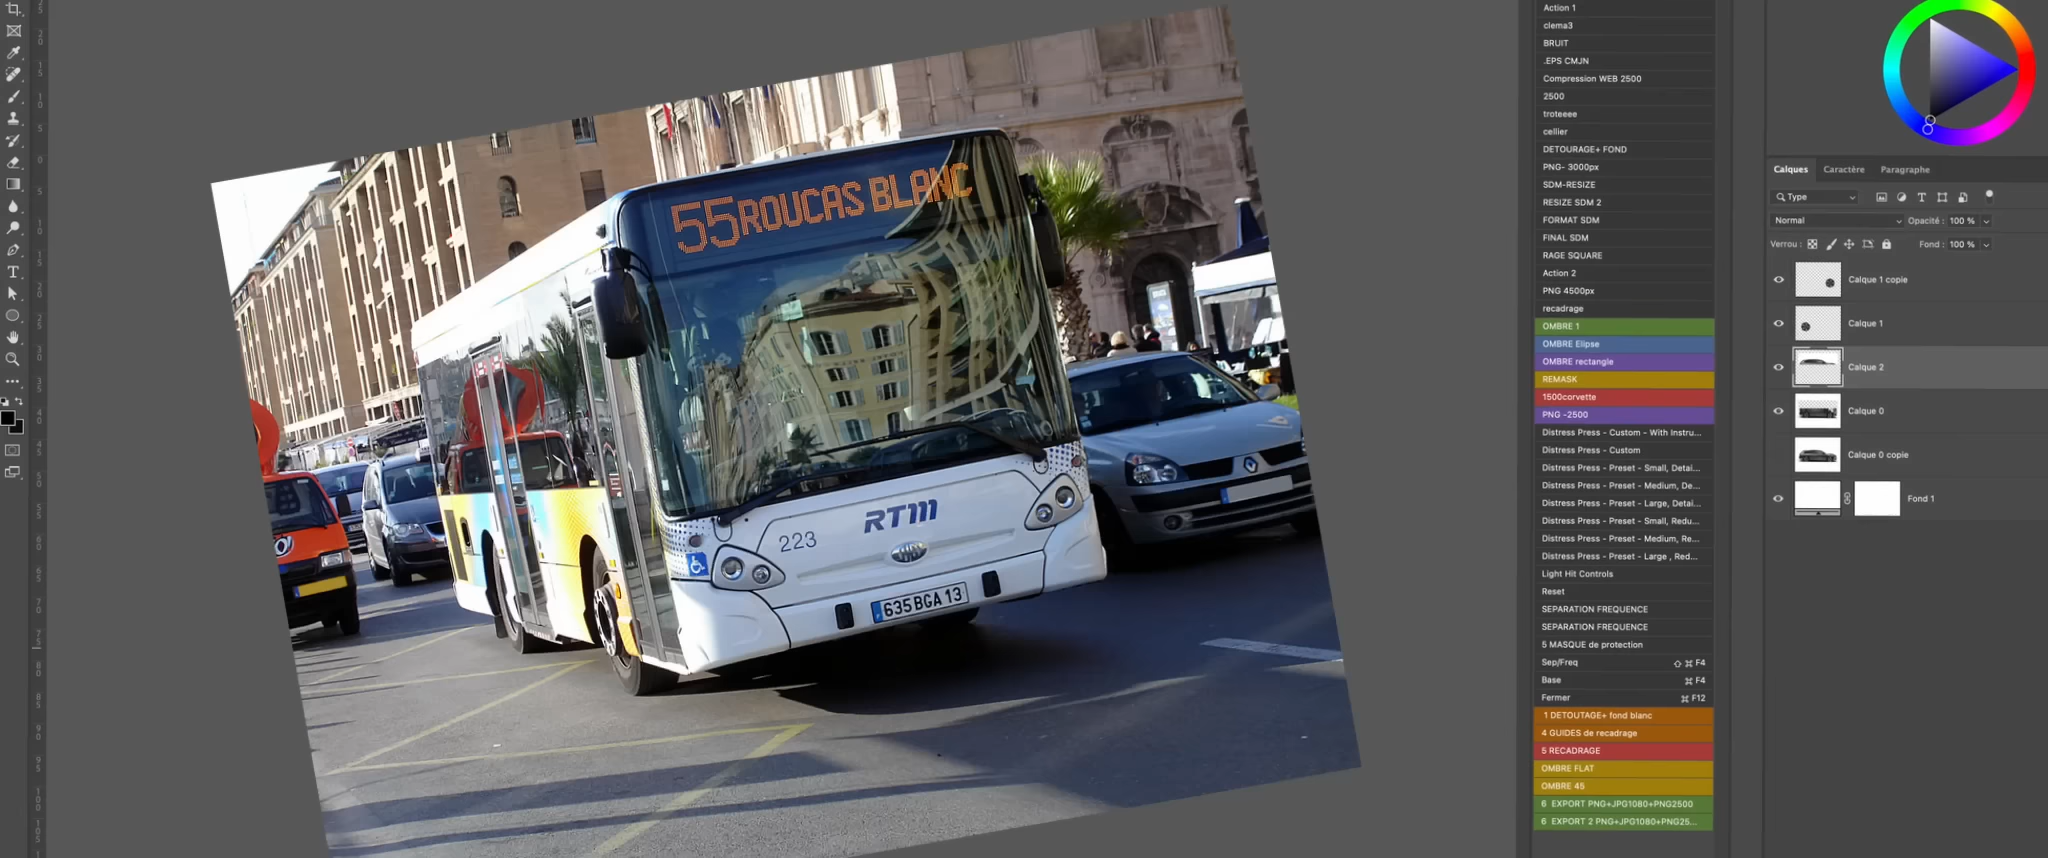 55 ROUCAS BLANC
RTM
223
635 BGA 13
Action 1
clema3
BRUIT
.EPS CMJN
Compression WEB 2500
2500
troteeee
cellier
DETOURAGE+ FOND
PNG- 3000px
SDM-RESIZE
RESIZE SDM 2
FORMAT SDM
FINAL SDM
RAGE SQUARE
Action 2
PNG 4500px
recadrage
OMBRE 1
OMBRE Elipse
OMBRE rectangle
REMASK
1500corvette
PNG -2500
Distress Press - Custom - With Instru...
Distress Press - Custom
Distress Press - Preset - Small, Detai...
Distress Press - Preset - Medium, De...
Distress Press - Preset - Large, Detai...
Distress Press - Preset - Small, Redu...
Distress Press - Preset - Medium, Re...
Distress Press - Preset - Large , Red...
Light Hit Controls
Reset
SEPARATION FREQUENCE
SEPARATION FREQUENCE
5 MASQUE de protection
Sep/Freq ⇧ ⌘ F4
Base ⌘ F4
Fermer ⌘ F12
1 DETOUTAGE+ fond blanc
4 GUIDES de recadrage
5 RECADRAGE
OMBRE FLAT
OMBRE 45
6 EXPORT PNG+JPG1080+PNG2500
6 EXPORT 2 PNG+JPG1080+PNG25...
Calques Caractère Paragraphe
Type
Normal Opacité : 100 %
Verrou : Fond : 100 %
Calque 1 copie
Calque 1
Calque 2
Calque 0
Calque 0 copie
Fond 1